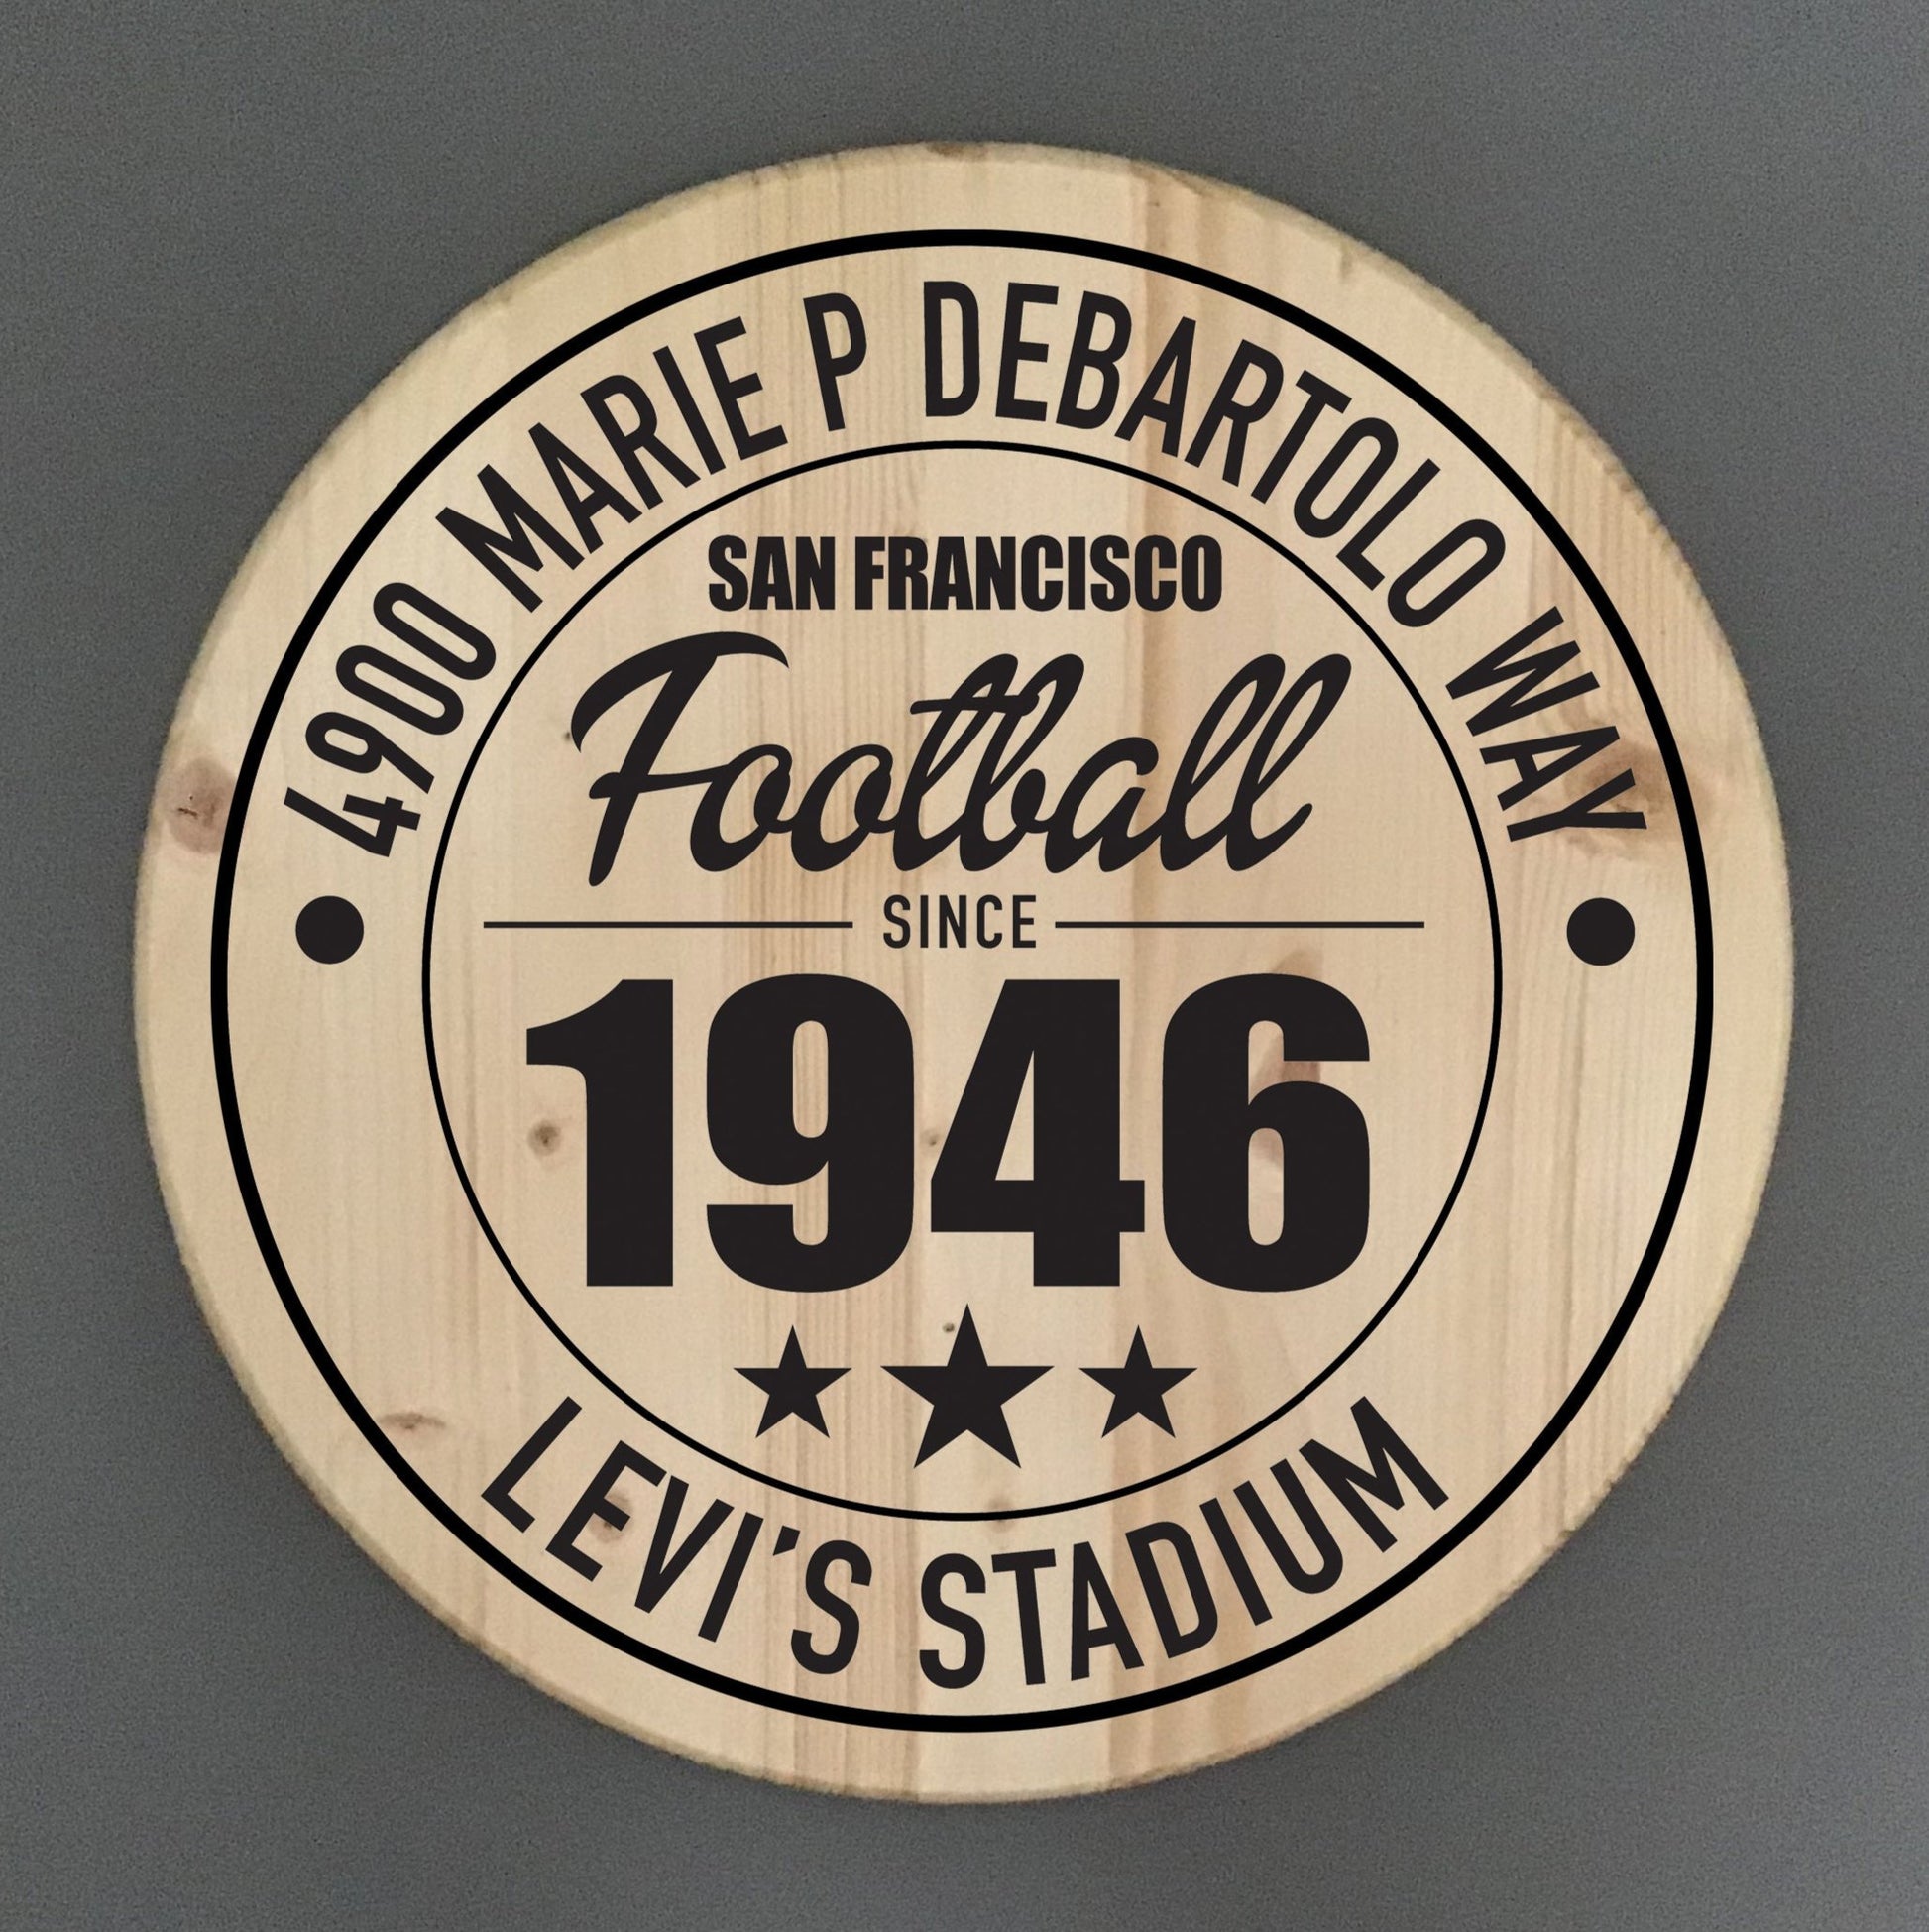 4900 MARIE P DEBARTOLO WAY
SAN FRANCISCO
Football
SINCE
1946
LEVI'S STADIUM